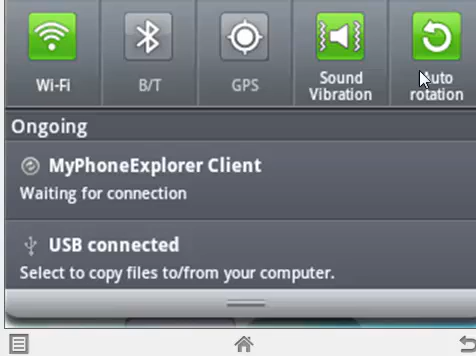 Wi-Fi B/T GPS Sound Vibration Auto rotation
Ongoing
MyPhoneExplorer Client
Waiting for connection
USB connected
Select to copy files to/from your computer.